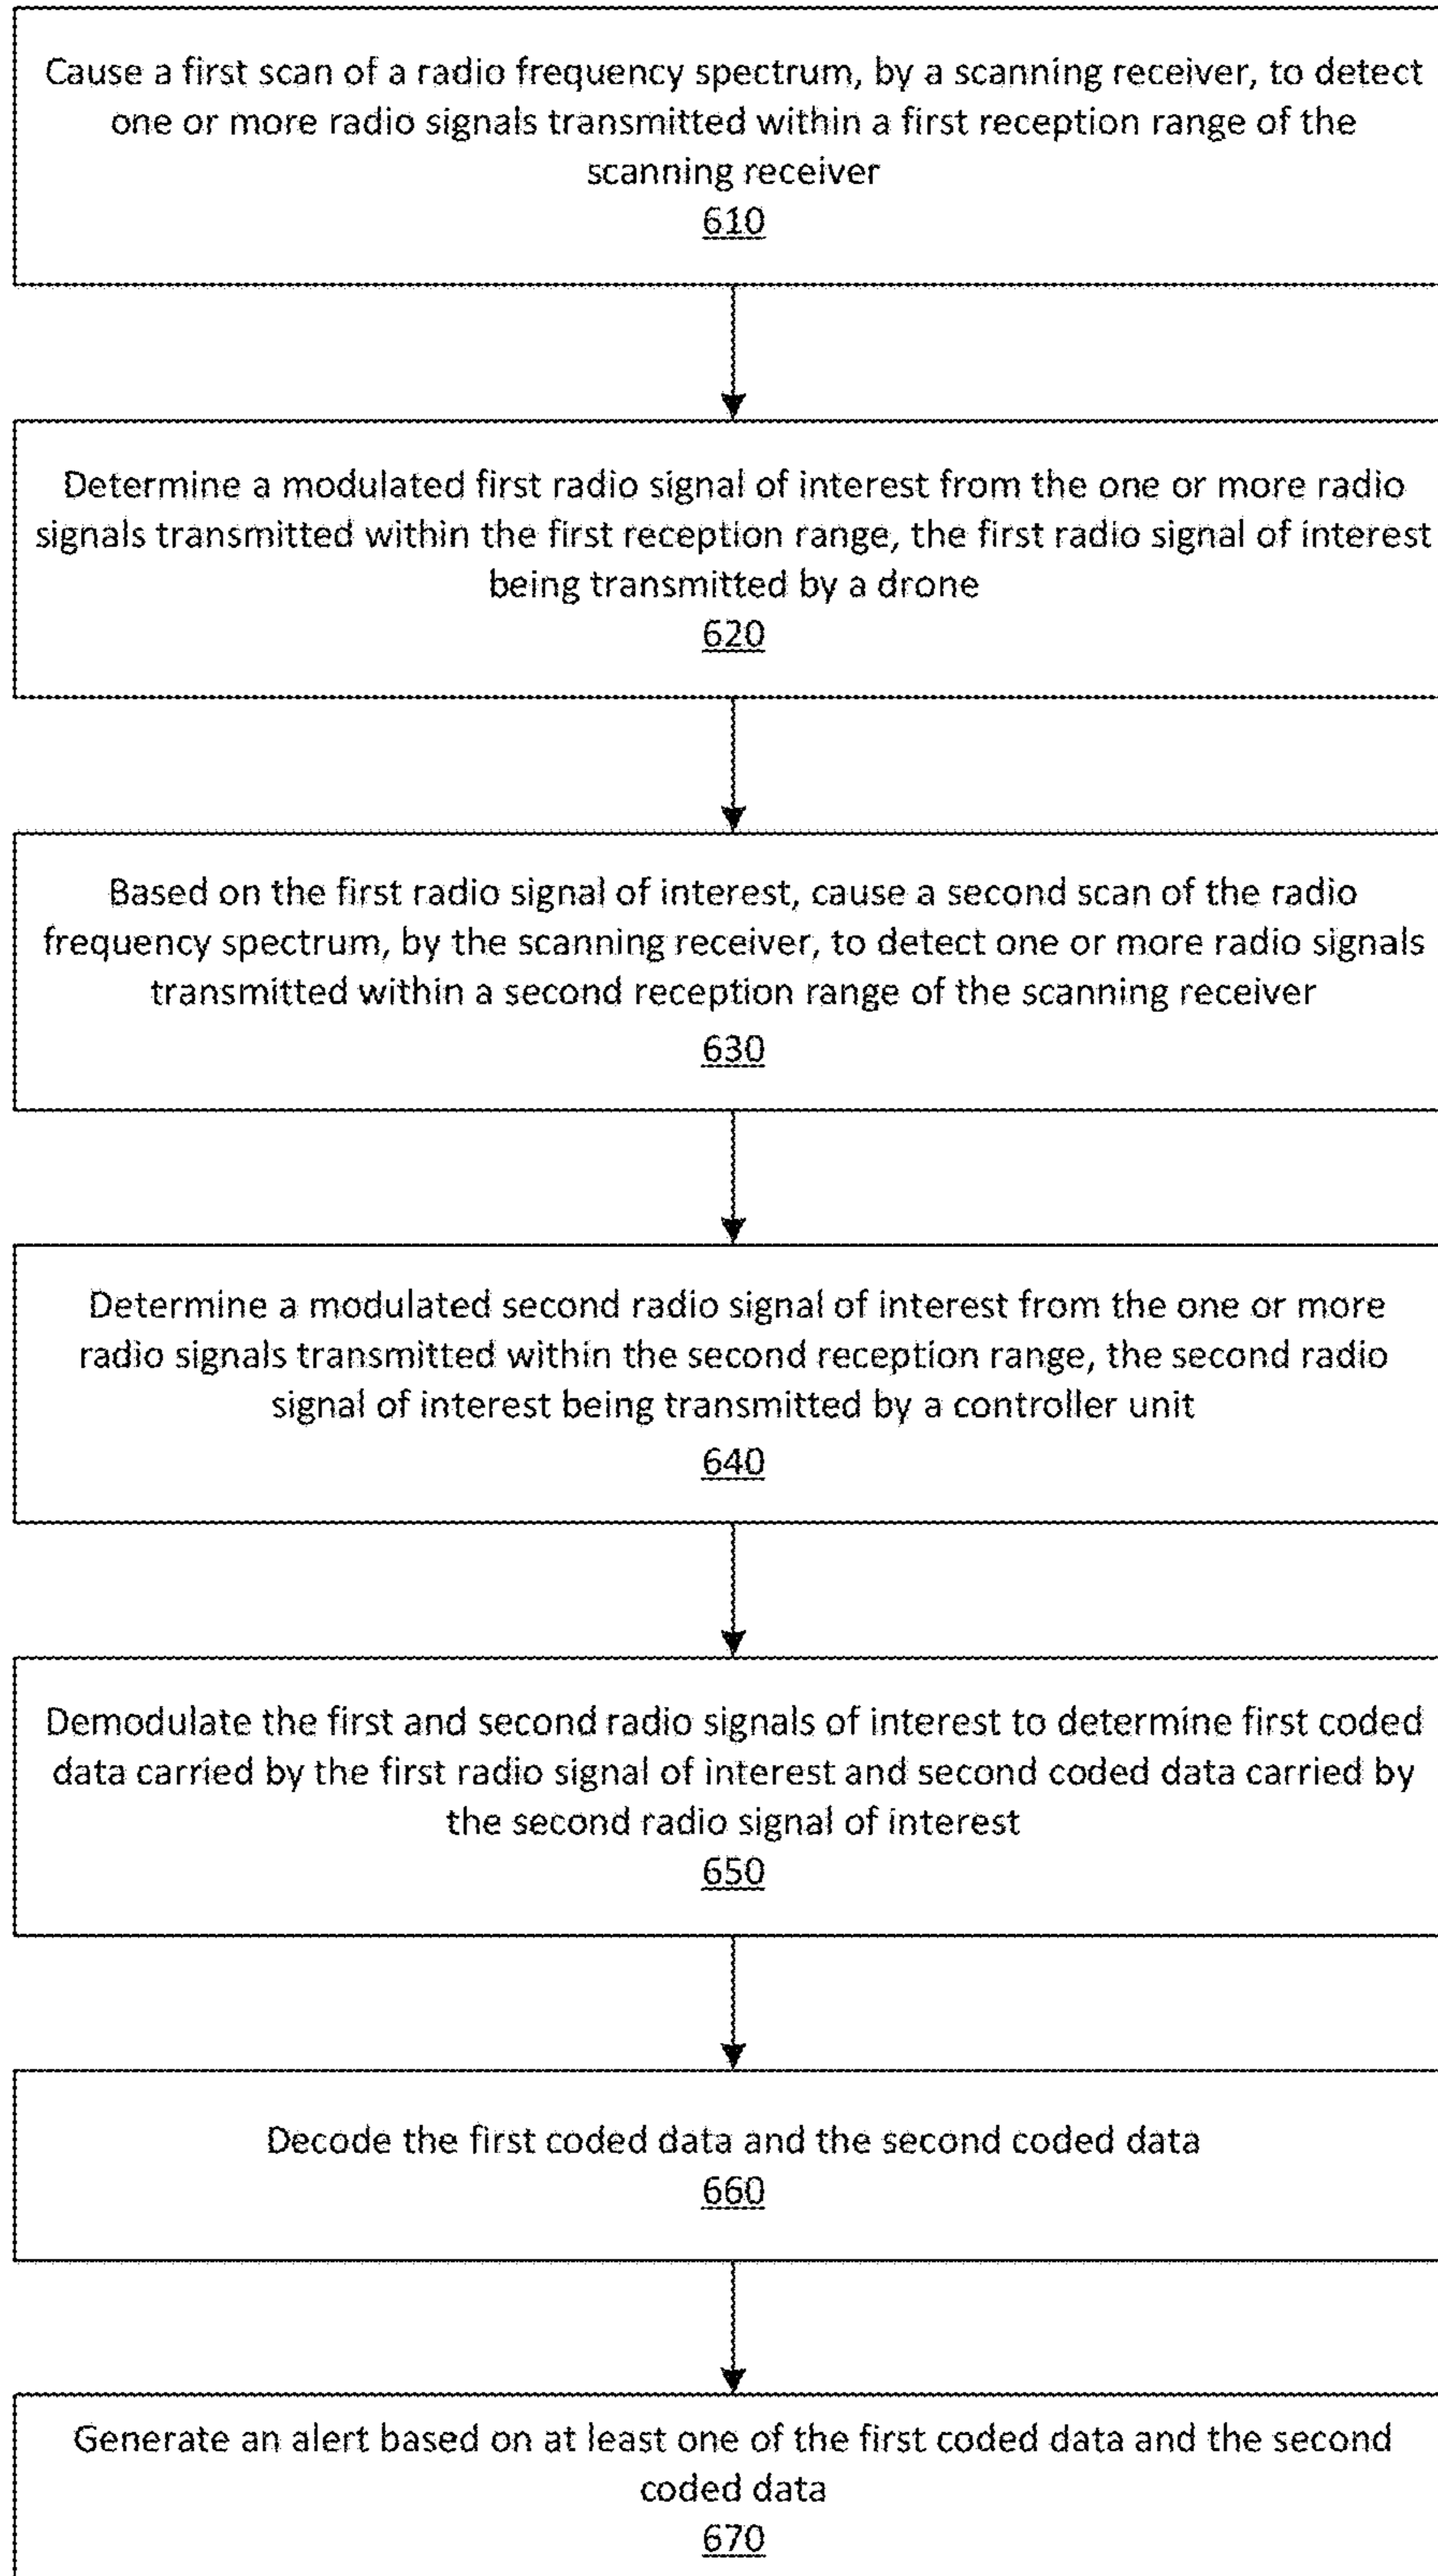 Cause a first scan of a radio frequency spectrum, by a scanning receiver, to detect
one or more radio signals transmitted within a first reception range of the
scanning receiver
610
Determine a modulated first radio signal of interest from the one or more radio
signals transmitted within the first reception range, the first radio signal of interest
being transmitted by a drone
620
Based on the first radio signal of interest, cause a second scan of the radio
frequency spectrum, by the scanning receiver, to detect one or more radio signals
transmitted within a second reception range of the scanning receiver
630
Determine a modulated second radio signal of interest from the one or more
radio signals transmitted within the second reception range, the second radio
signal of interest being transmitted by a controller unit
640
Demodulate the first and second radio signals of interest to determine first coded
data carried by the first radio signal of interest and second coded data carried by
the second radio signal of interest
650
Decode the first coded data and the second coded data
660
Generate an alert based on at least one of the first coded data and the second
coded data
670